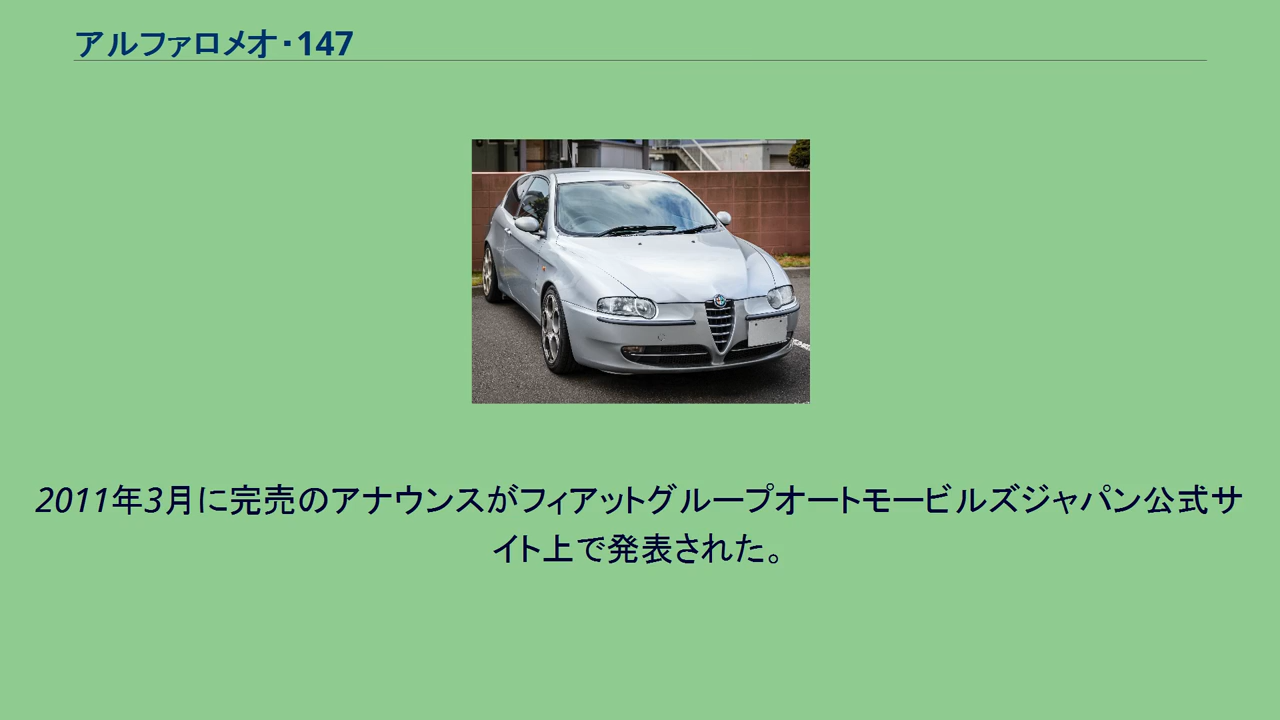 アルファロメオ・147
2011年3月に完売のアナウンスがフィアットグループオートモービルズジャパン公式サ
イト上で発表された。